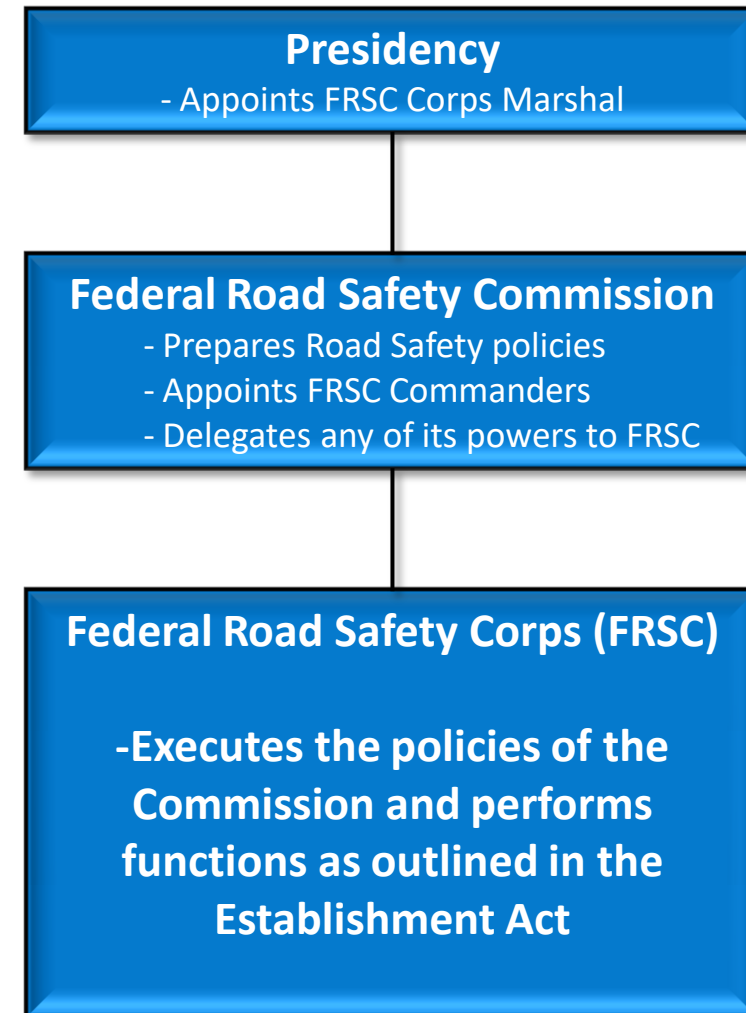 Presidency
- Appoints FRSC Corps Marshal
Federal Road Safety Commission
- Prepares Road Safety policies
- Appoints FRSC Commanders
- Delegates any of its powers to FRSC
Federal Road Safety Corps (FRSC)
-Executes the policies of the
Commission and performs
functions as outlined in the
Establishment Act